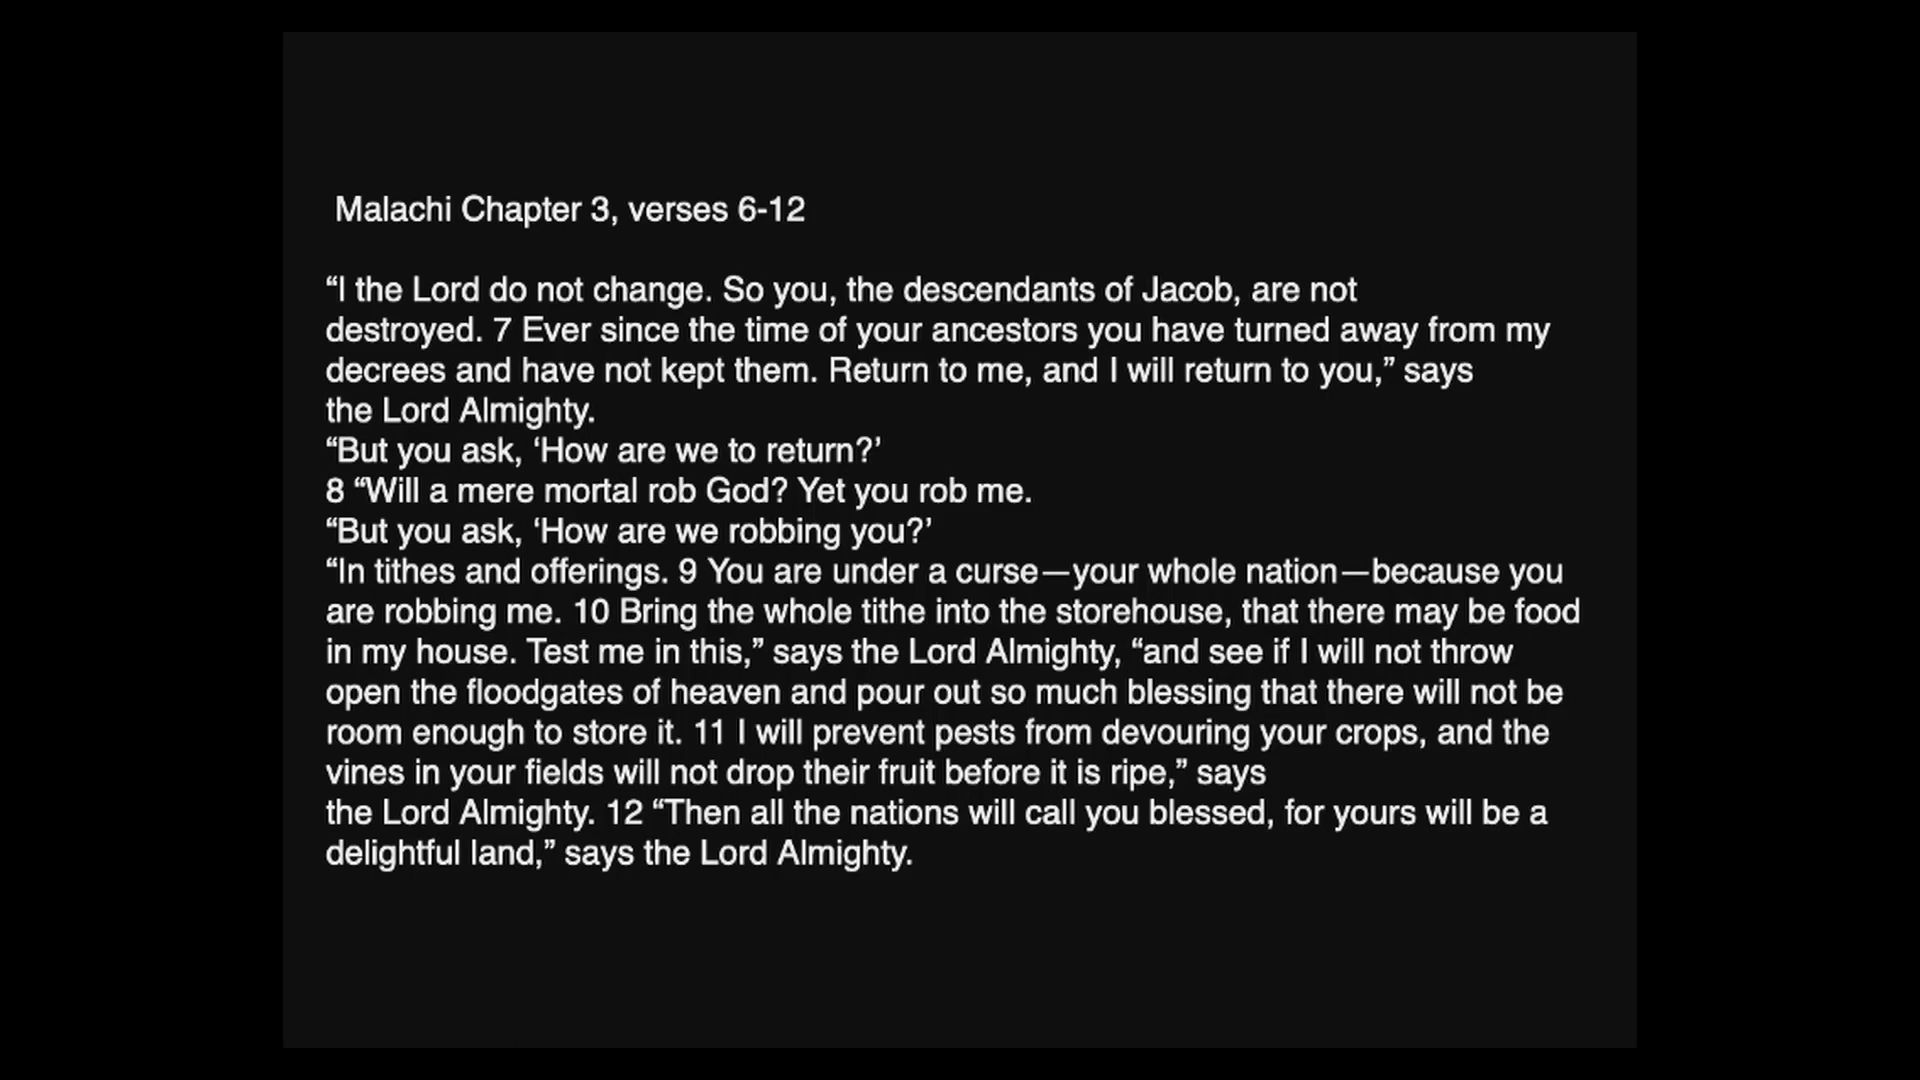 Malachi Chapter 3, verses 6-12
“I the Lord do not change. So you, the descendants of Jacob, are not
destroyed. 7 Ever since the time of your ancestors you have turned away from my
decrees and have not kept them. Return to me, and I will return to you,” says
the Lord Almighty.
“But you ask, ‘How are we to return?’
8 “Will a mere mortal rob God? Yet you rob me.
“But you ask, ‘How are we robbing you?’
“In tithes and offerings. 9 You are under a curse—your whole nation—because you
are robbing me. 10 Bring the whole tithe into the storehouse, that there may be food
in my house. Test me in this,” says the Lord Almighty, “and see if I will not throw
open the floodgates of heaven and pour out so much blessing that there will not be
room enough to store it. 11 I will prevent pests from devouring your crops, and the
vines in your fields will not drop their fruit before it is ripe,” says
the Lord Almighty. 12 “Then all the nations will call you blessed, for yours will be a
delightful land,” says the Lord Almighty.